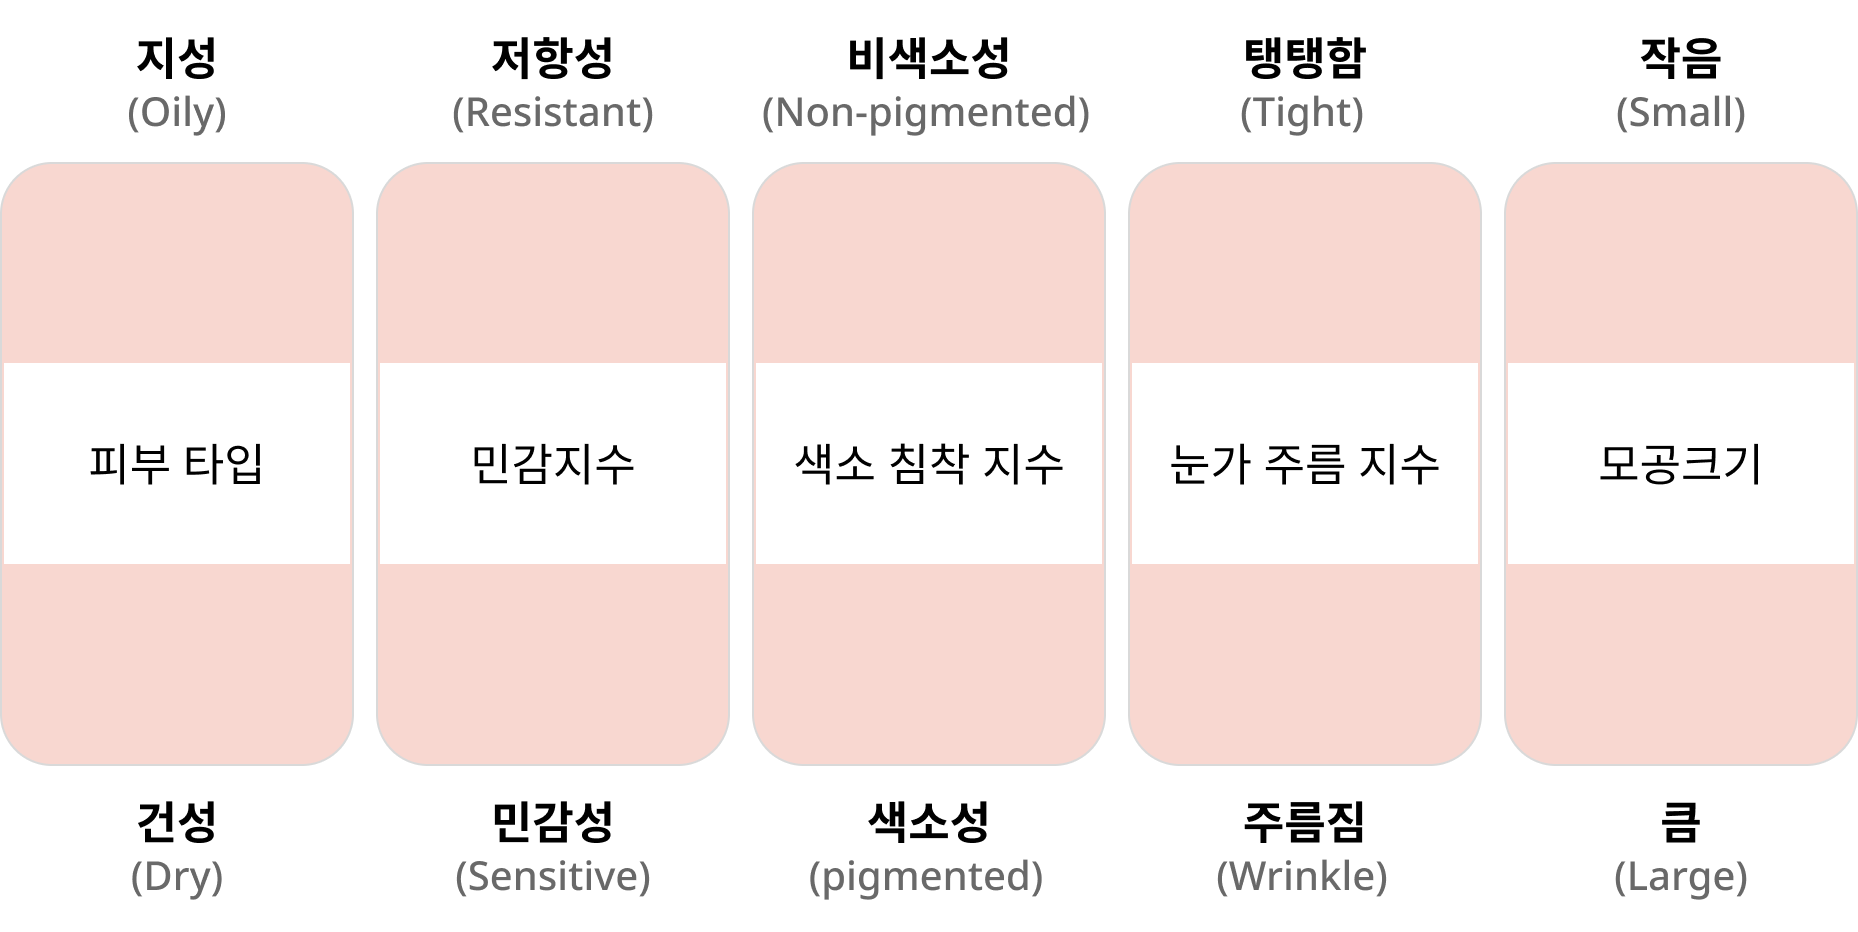 지성
(Oily)
저항성
(Resistant)
비색소성
(Non-pigmented)
탱탱함
(Tight)
작음
(Small)
피부 타입
민감지수
색소 침착 지수
눈가 주름 지수
모공크기
건성
(Dry)
민감성
(Sensitive)
색소성
(pigmented)
주름짐
(Wrinkle)
큼
(Large)